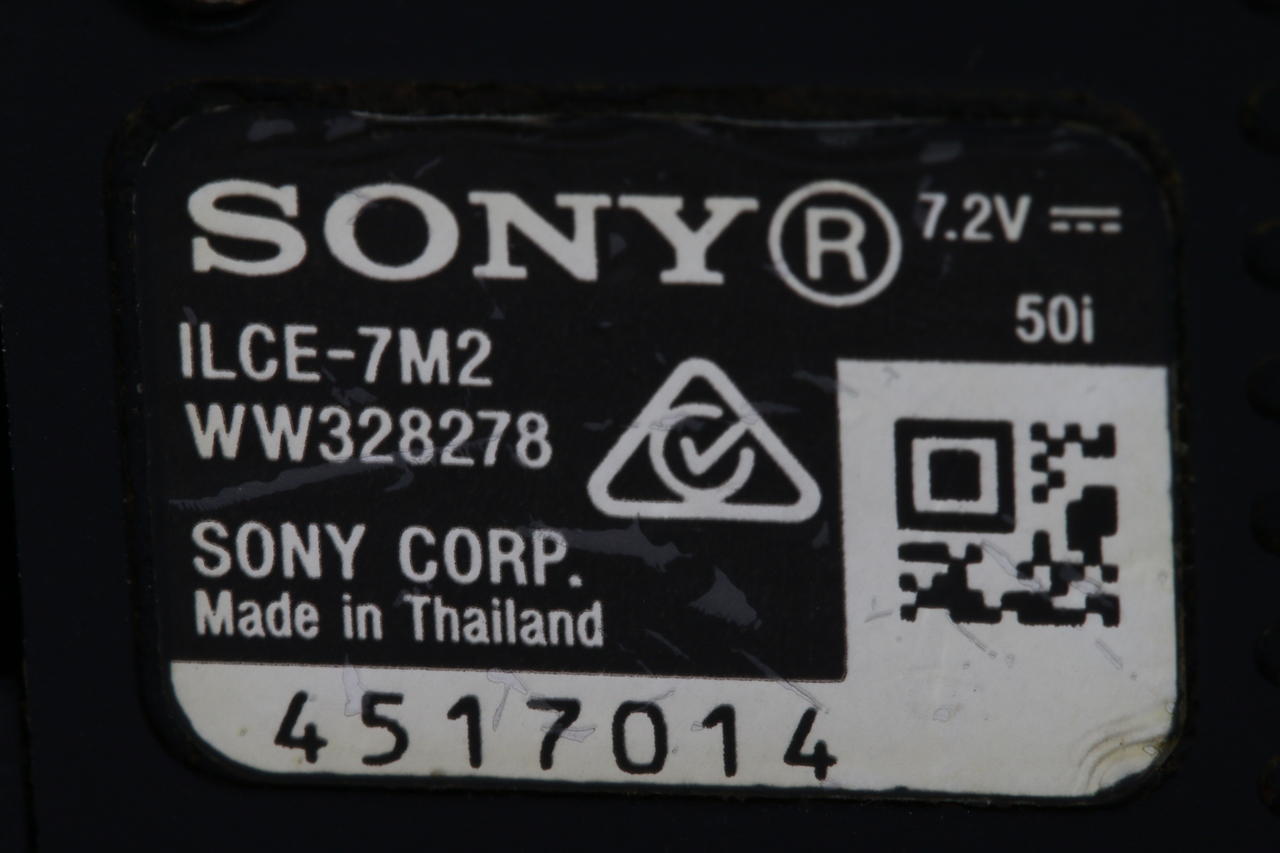 SONY® 7.2V ⎓
50i
ILCE-7M2
WW328278
SONY CORP.
Made in Thailand
4517014